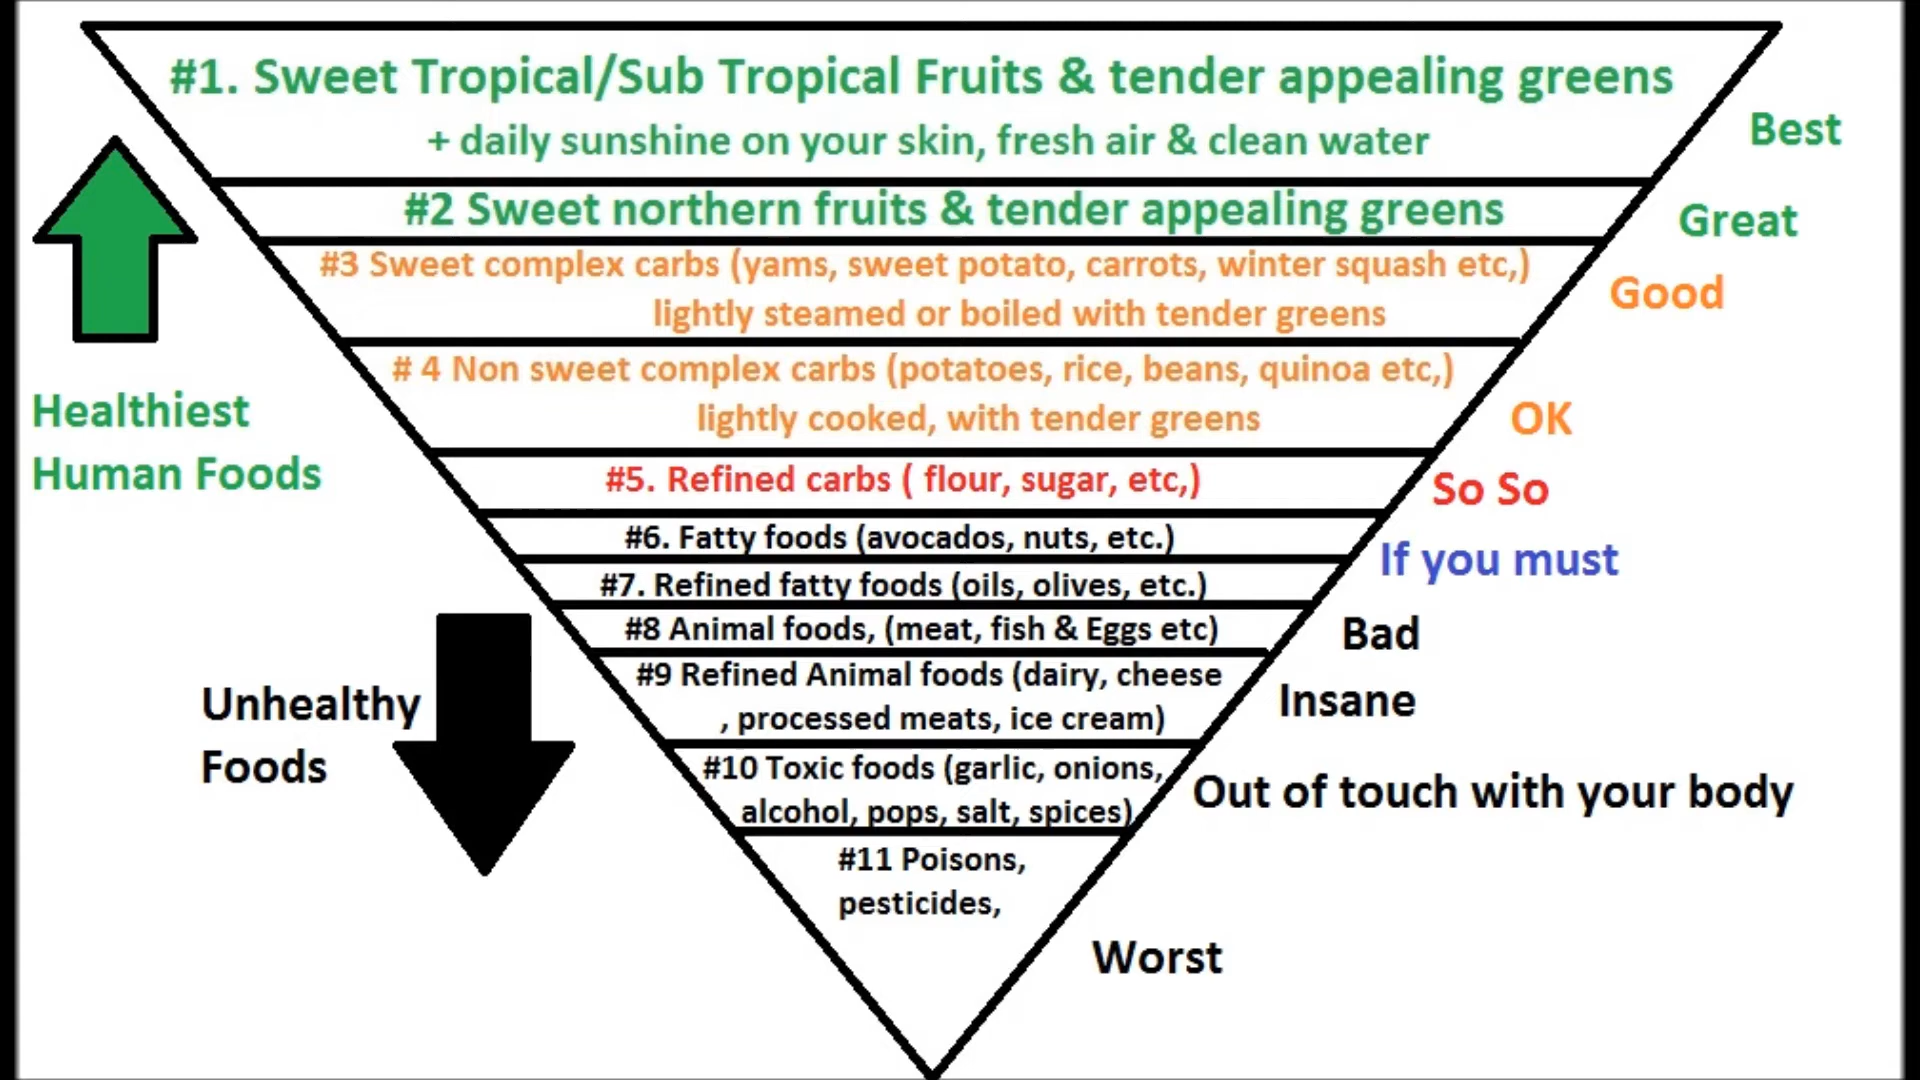 #1. Sweet Tropical/Sub Tropical Fruits & tender appealing greens
+ daily sunshine on your skin, fresh air & clean water
Best
#2 Sweet northern fruits & tender appealing greens
Great
#3 Sweet complex carbs (yams, sweet potato, carrots, winter squash etc,)
lightly steamed or boiled with tender greens
Good
# 4 Non sweet complex carbs (potatoes, rice, beans, quinoa etc,)
lightly cooked, with tender greens
OK
Healthiest
Human Foods
#5. Refined carbs ( flour, sugar, etc,)
So So
#6. Fatty foods (avocados, nuts, etc.)
If you must
#7. Refined fatty foods (oils, olives, etc.)
#8 Animal foods, (meat, fish & Eggs etc)
Bad
#9 Refined Animal foods (dairy, cheese
, processed meats, ice cream)
Insane
Unhealthy
Foods
#10 Toxic foods (garlic, onions,
alcohol, pops, salt, spices)
Out of touch with your body
#11 Poisons,
pesticides,
Worst